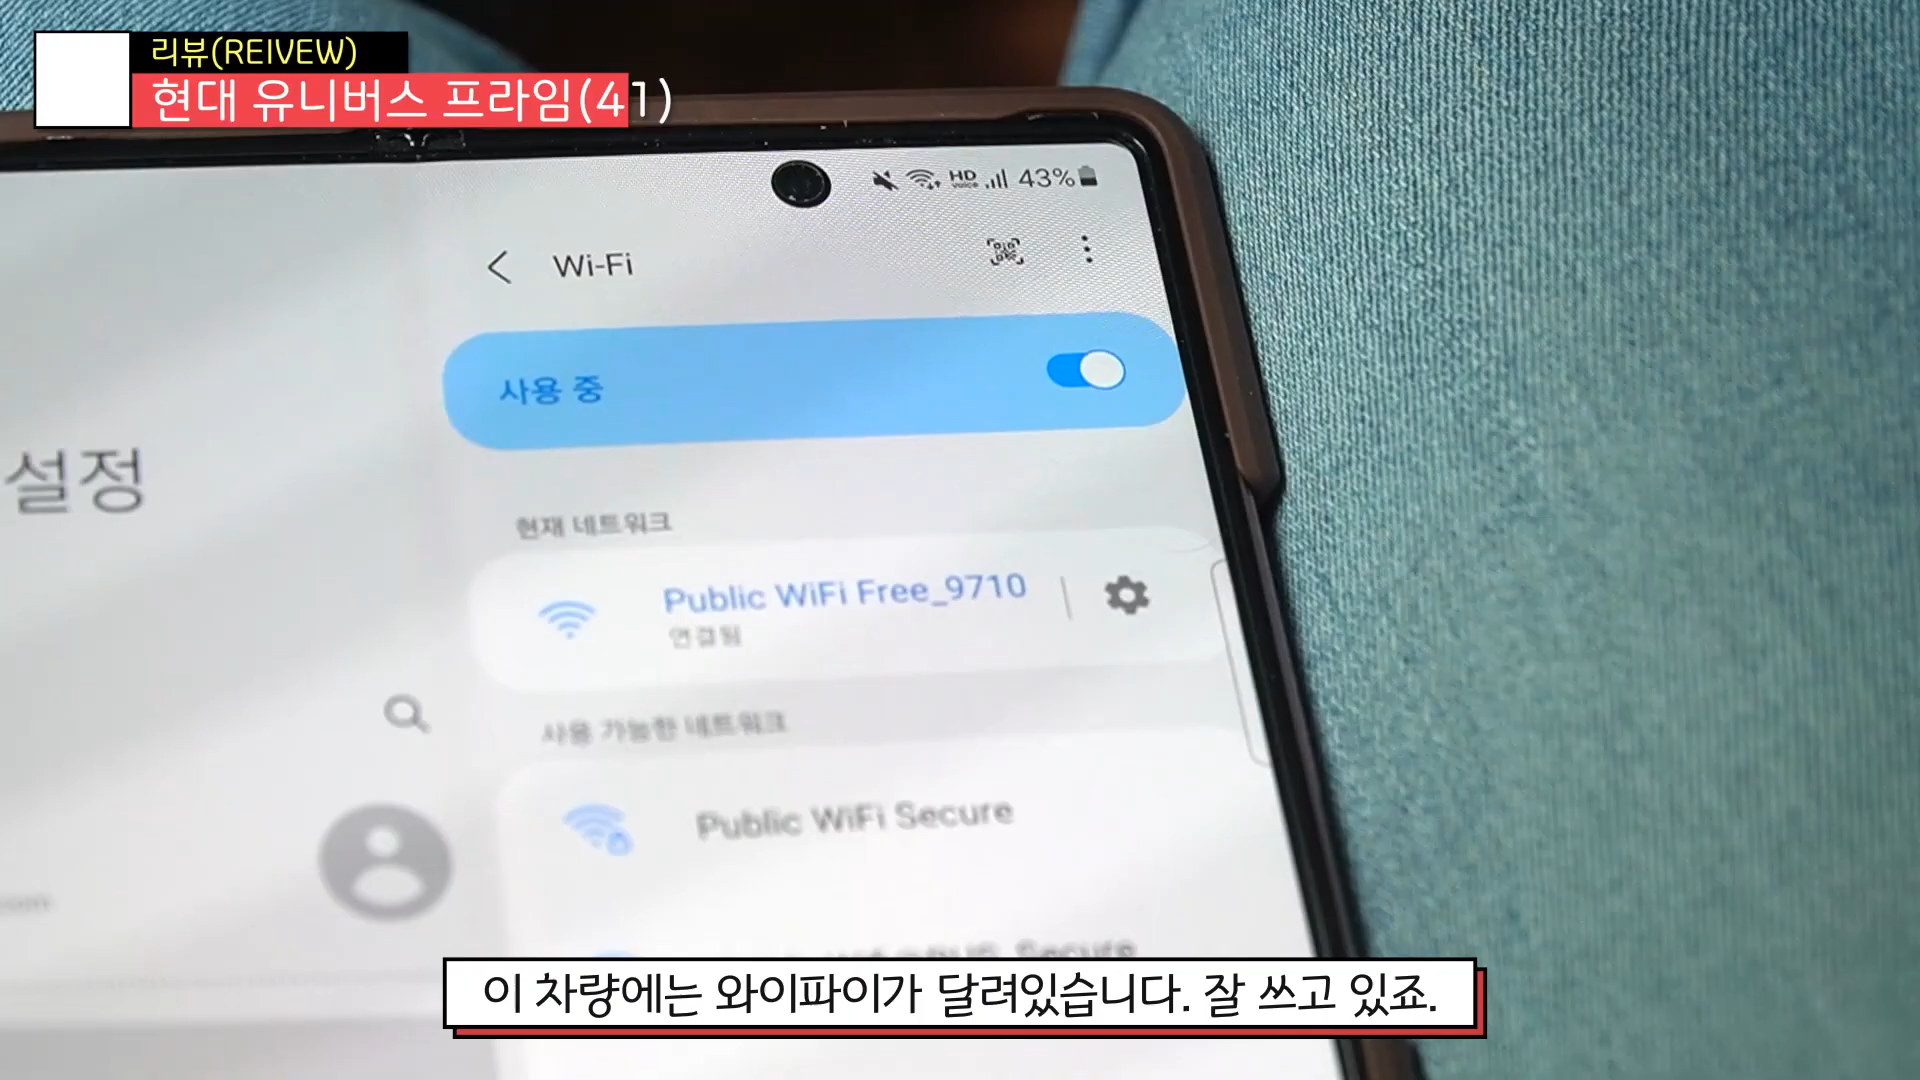 리뷰(REIVEW)
현대 유니버스 프라임(41)
HD
voice
43%
Wi-Fi
사용 중
설정
현재 네트워크
Public WiFi Free_9710
연결됨
사용 가능한 네트워크
Public WiFi Secure
Secure
이 차량에는 와이파이가 달려있습니다. 잘 쓰고 있죠.